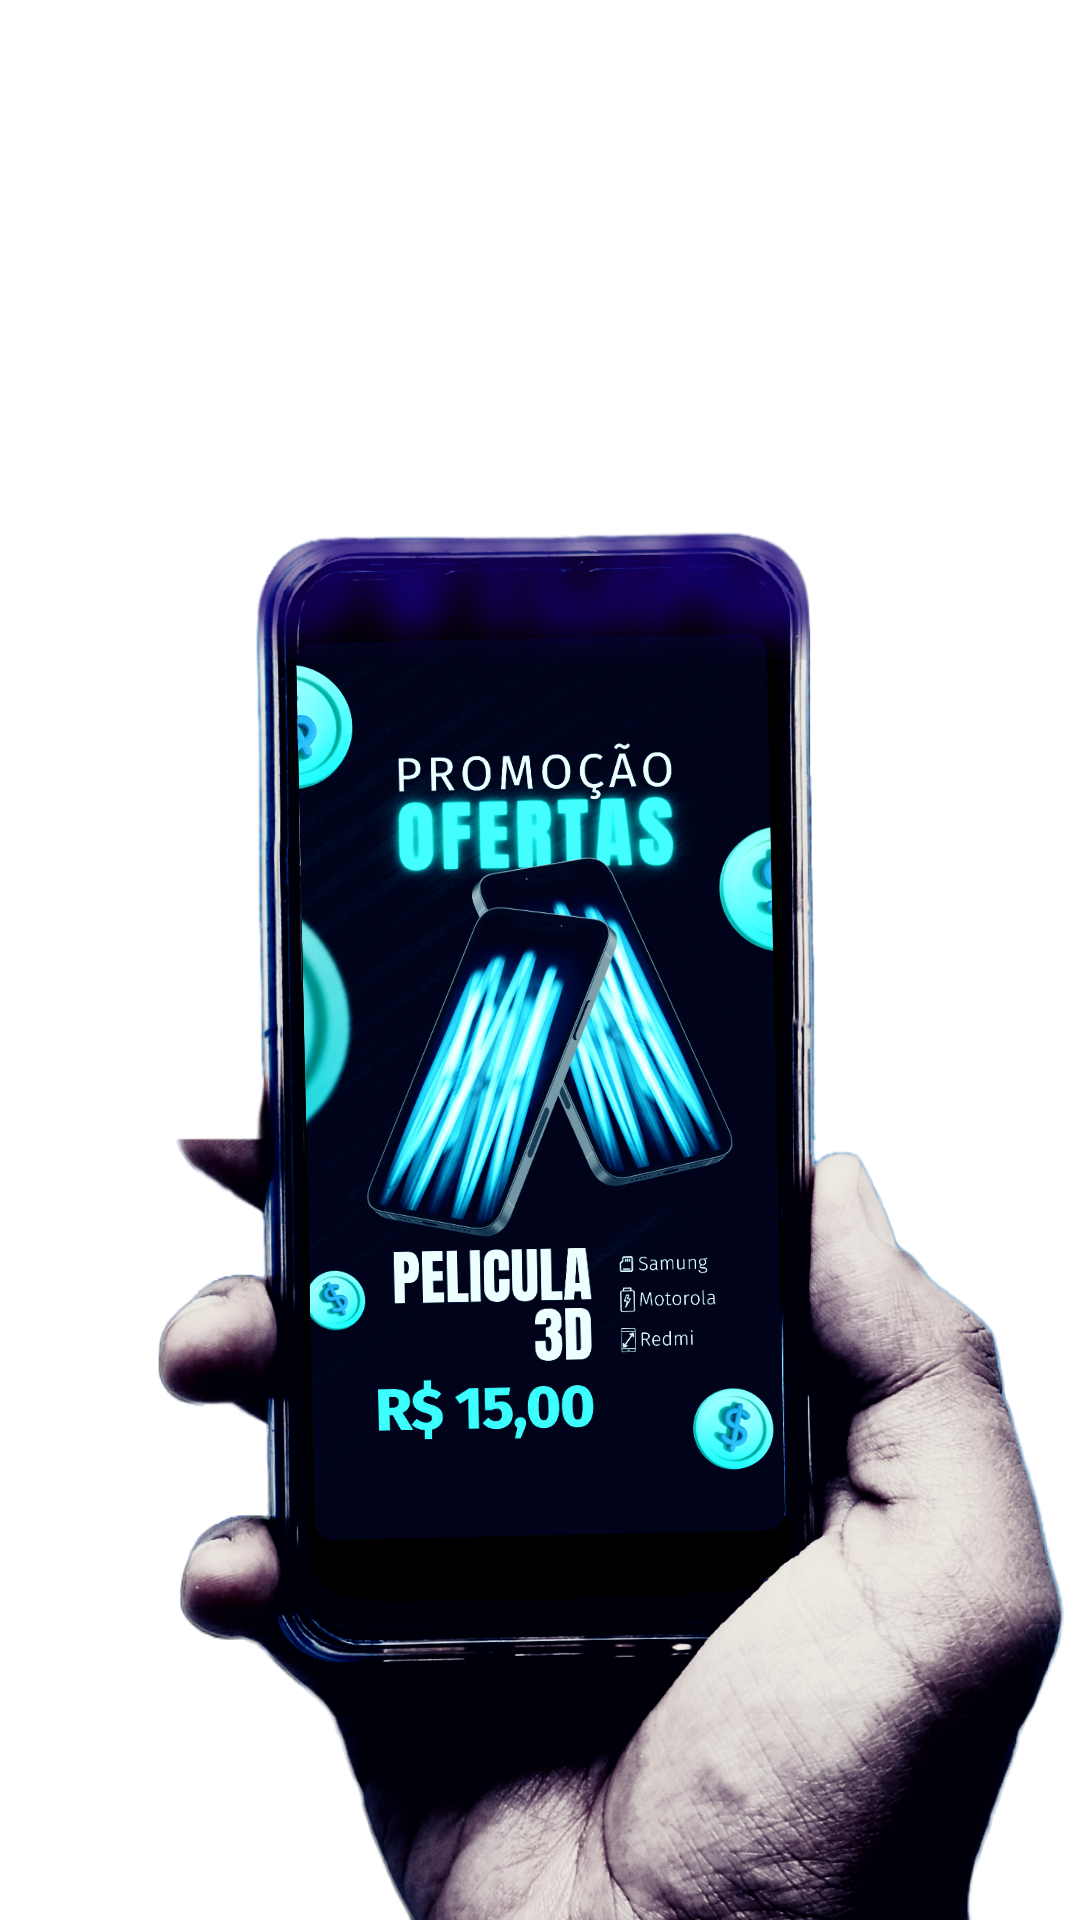 PROMOÇÃO
OFERTAS
PELICULA
3D
R$ 15,00
Samung
Motorola
Redmi